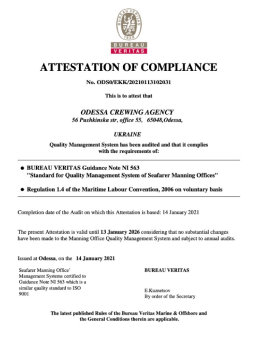 BUREAU
VERITAS
ATTESTATION OF COMPLIANCE
No. ODS0/EKK/20210113102031
This is to attest that
ODESSA CREWING AGENCY
56 Pushkinska str, office 55, 65048,Odessa,
UKRAINE
Quality Management System has been audited and that it complies
with the requirements of:
● BUREAU VERITAS Guidance Note NI 563
"Standard for Quality Management System of Seafarer Manning Offices"
● Regulation 1.4 of the Maritime Labour Convention, 2006 on voluntary basis
Completion date of the Audit on which this Attestation is based: 14 January 2021
The present Attestation is valid until 13 January 2026 considering that no substantial changes
have been made to the Manning Office Quality Management System and subject to annual audits.
Issued at Odessa, on the 14 January 2021
Seafarer Manning Office'
Management Systems certified to
Guidance Note NI 563 which is a
similar quality standard to ISO
9001
BUREAU VERITAS
E.Kuznetsov
By order of the Secretary
The latest published Rules of the Bureau Veritas Marine & Offshore and
the General Conditions therein are applicable.